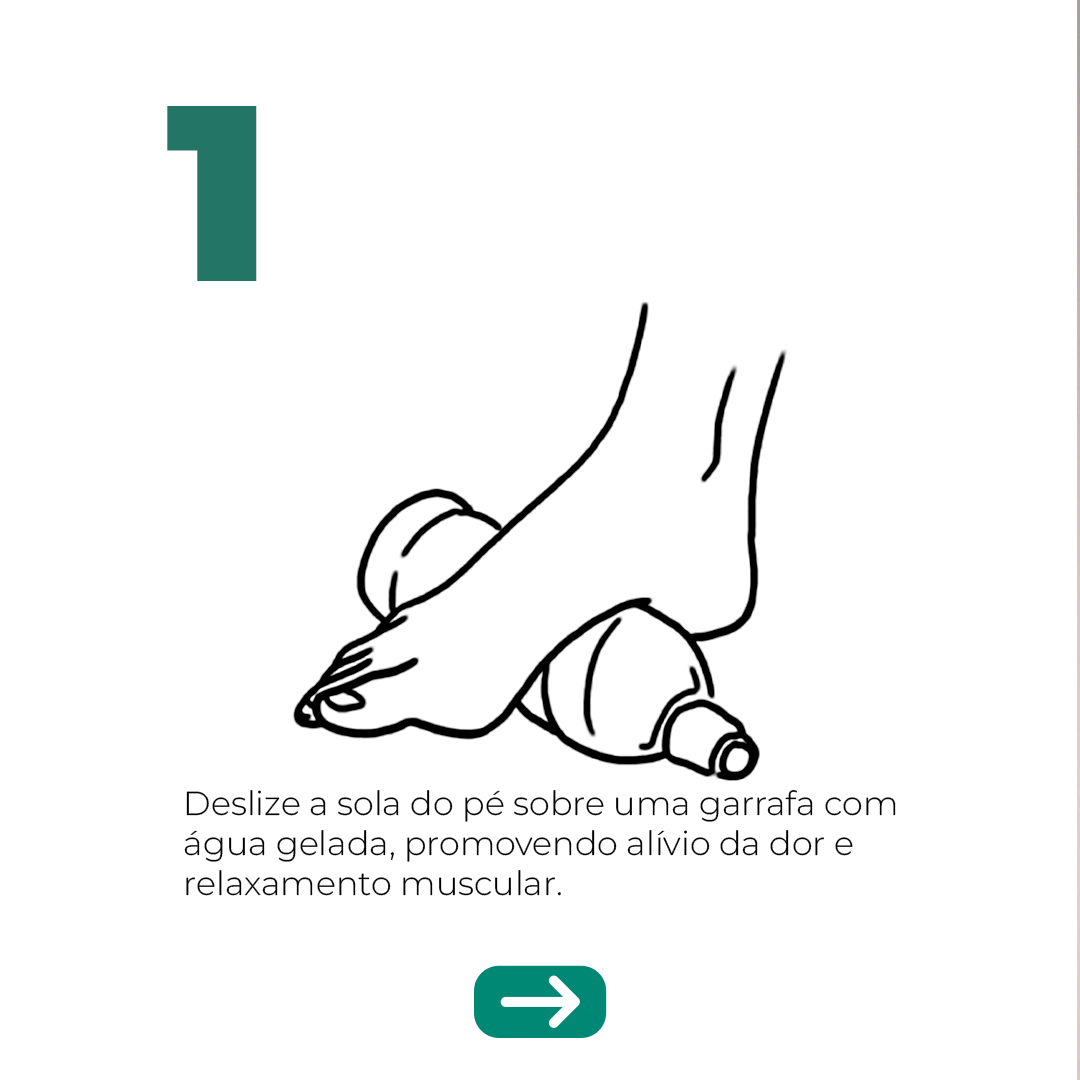 1
Deslize a sola do pé sobre uma garrafa com
água gelada, promovendo alívio da dor e
relaxamento muscular.